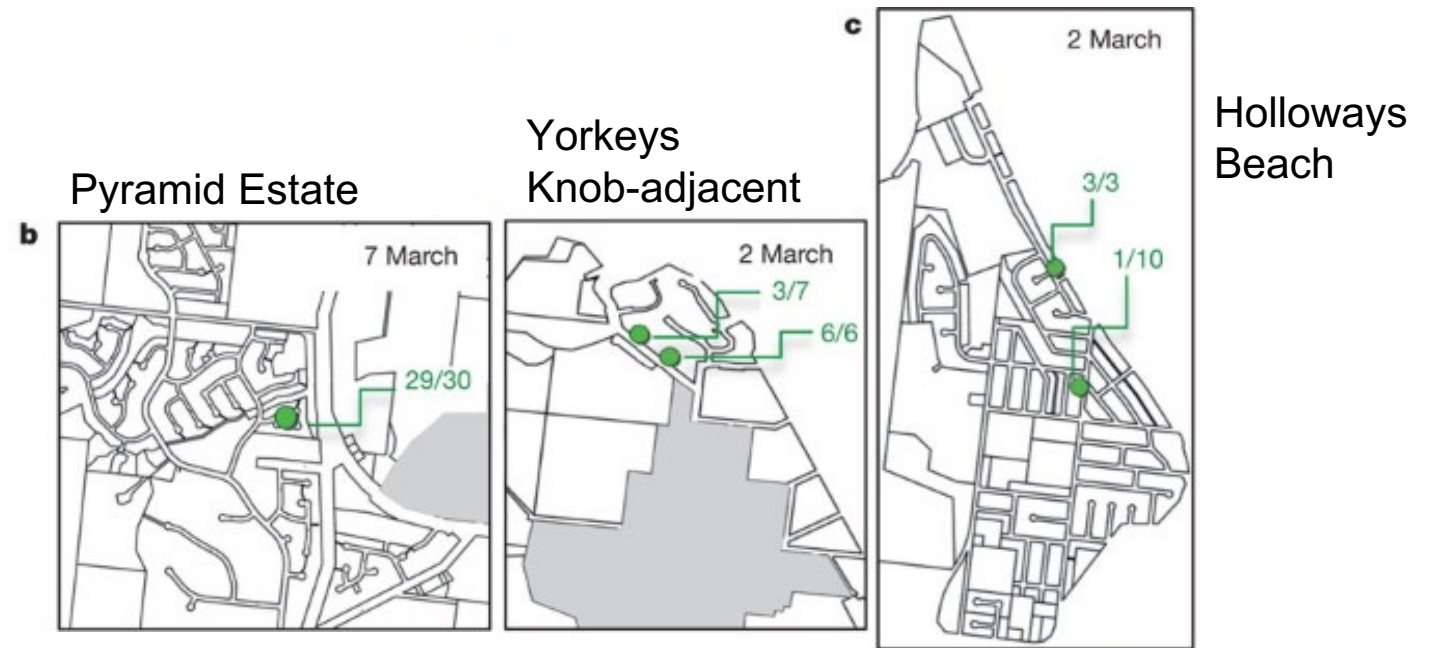 b
Pyramid Estate
7 March
29/30
Yorkeys
Knob-adjacent
2 March
3/7
6/6
c
2 March
3/3
1/10
Holloways
Beach